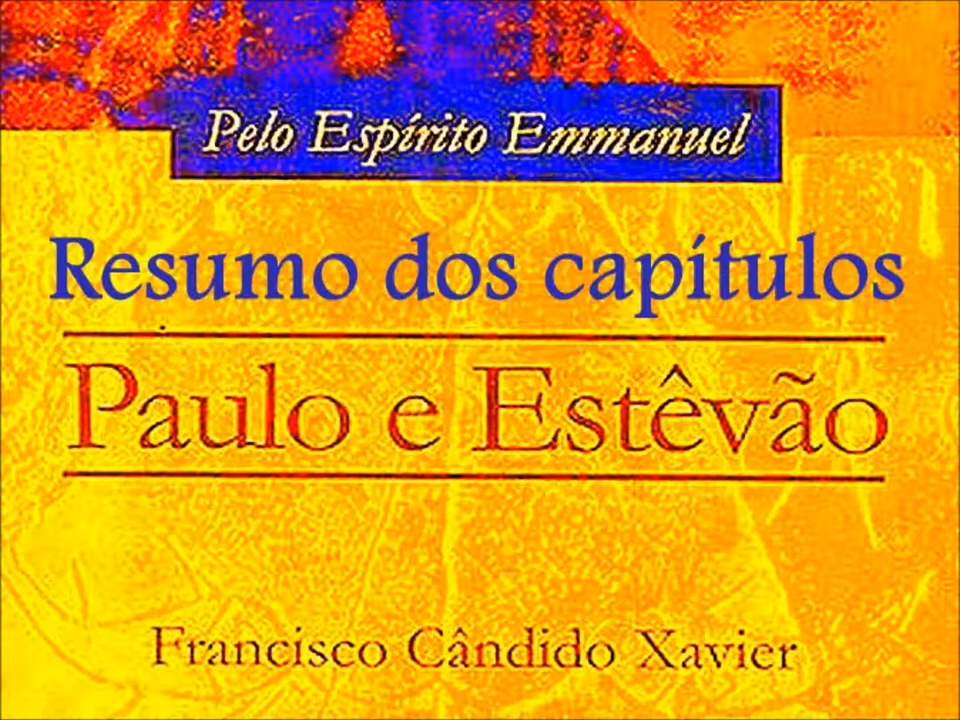 Pelo Espírito Emmanuel
Resumo dos capítulos
Paulo e Estêvão
Francisco Cândido Xavier